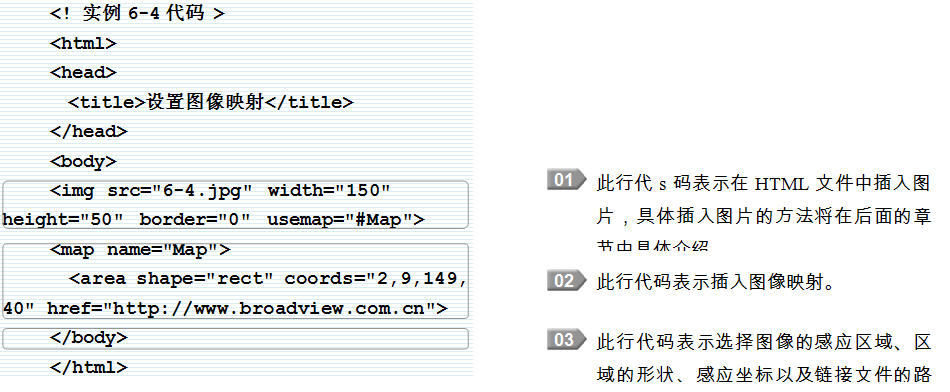 <! 实例 6-4 代码 >
<html>
<head>
<title>设置图像映射</title>
</head>
<body>
<img src="6-4.jpg" width="150"
height="50" border="0" usemap="#Map">
<map name="Map">
<area shape="rect" coords="2,9,149,
40" href="http://www.broadview.com.cn">
</body>
</html>
01 此行代 s 码表示在 HTML 文件中插入图
片，具体插入图片的方法将在后面的章
节中具体介绍
02 此行代码表示插入图像映射。
03 此行代码表示选择图像的感应区域、区
域的形状、感应坐标以及链接文件的路